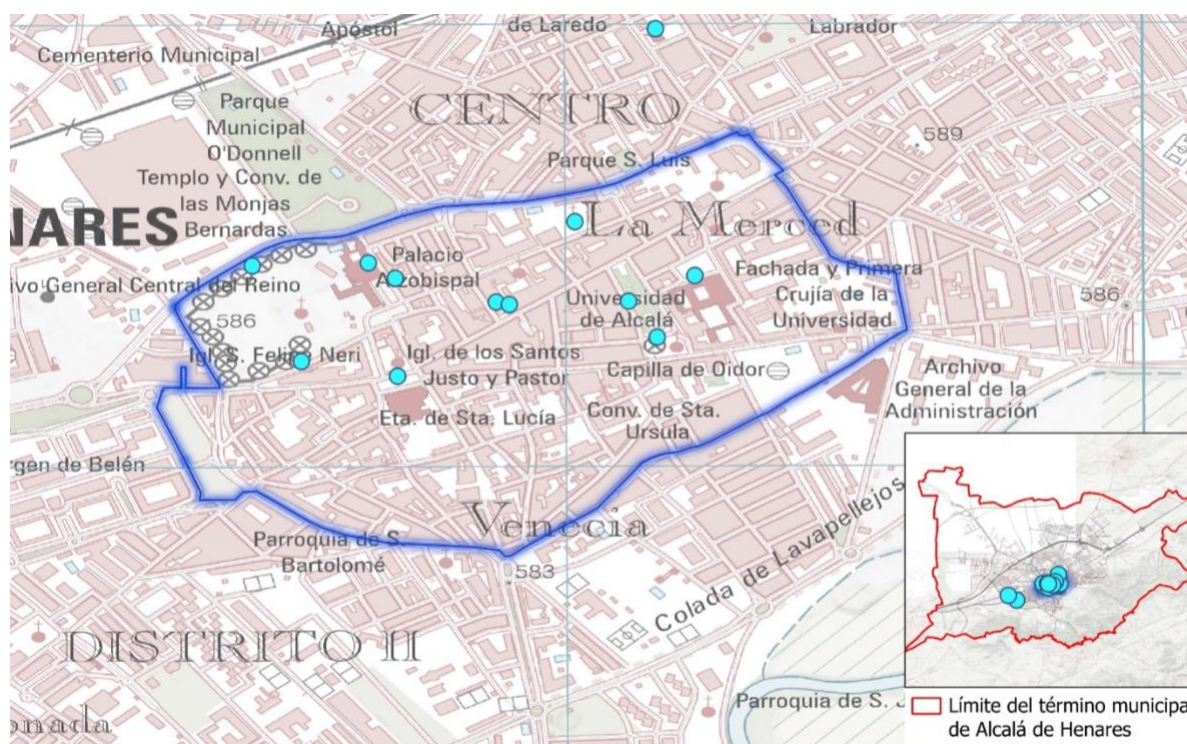 Apóstol
de Laredo
Labrador
Cementerio Municipal
CENTRO
Parque
Municipal
O'Donnell
589
Templo y Conv. de
las Monjas
Bernardas
Parque S. Luis
NARES
La Merced
Palacio
Arzobispal
Fachada y Primera
Crujía de la
Universidad
ivo General Central del Reino
Universidad
de Alcalá
586
586
Igl. S. Felipe Neri
Igl. de los Santos
Justo y Pastor
Capilla de Oidor
Archivo
General de la
Administración
Eta. de Sta. Lucía
Conv. de Sta.
Ursula
rgen de Belén
Venecia
Parroquia de S.
Bartolomé
583
Colada de Lavapellejos
DISTRITO II
Parroquia de S. J
onada
Límite del término municipa
de Alcalá de Henares